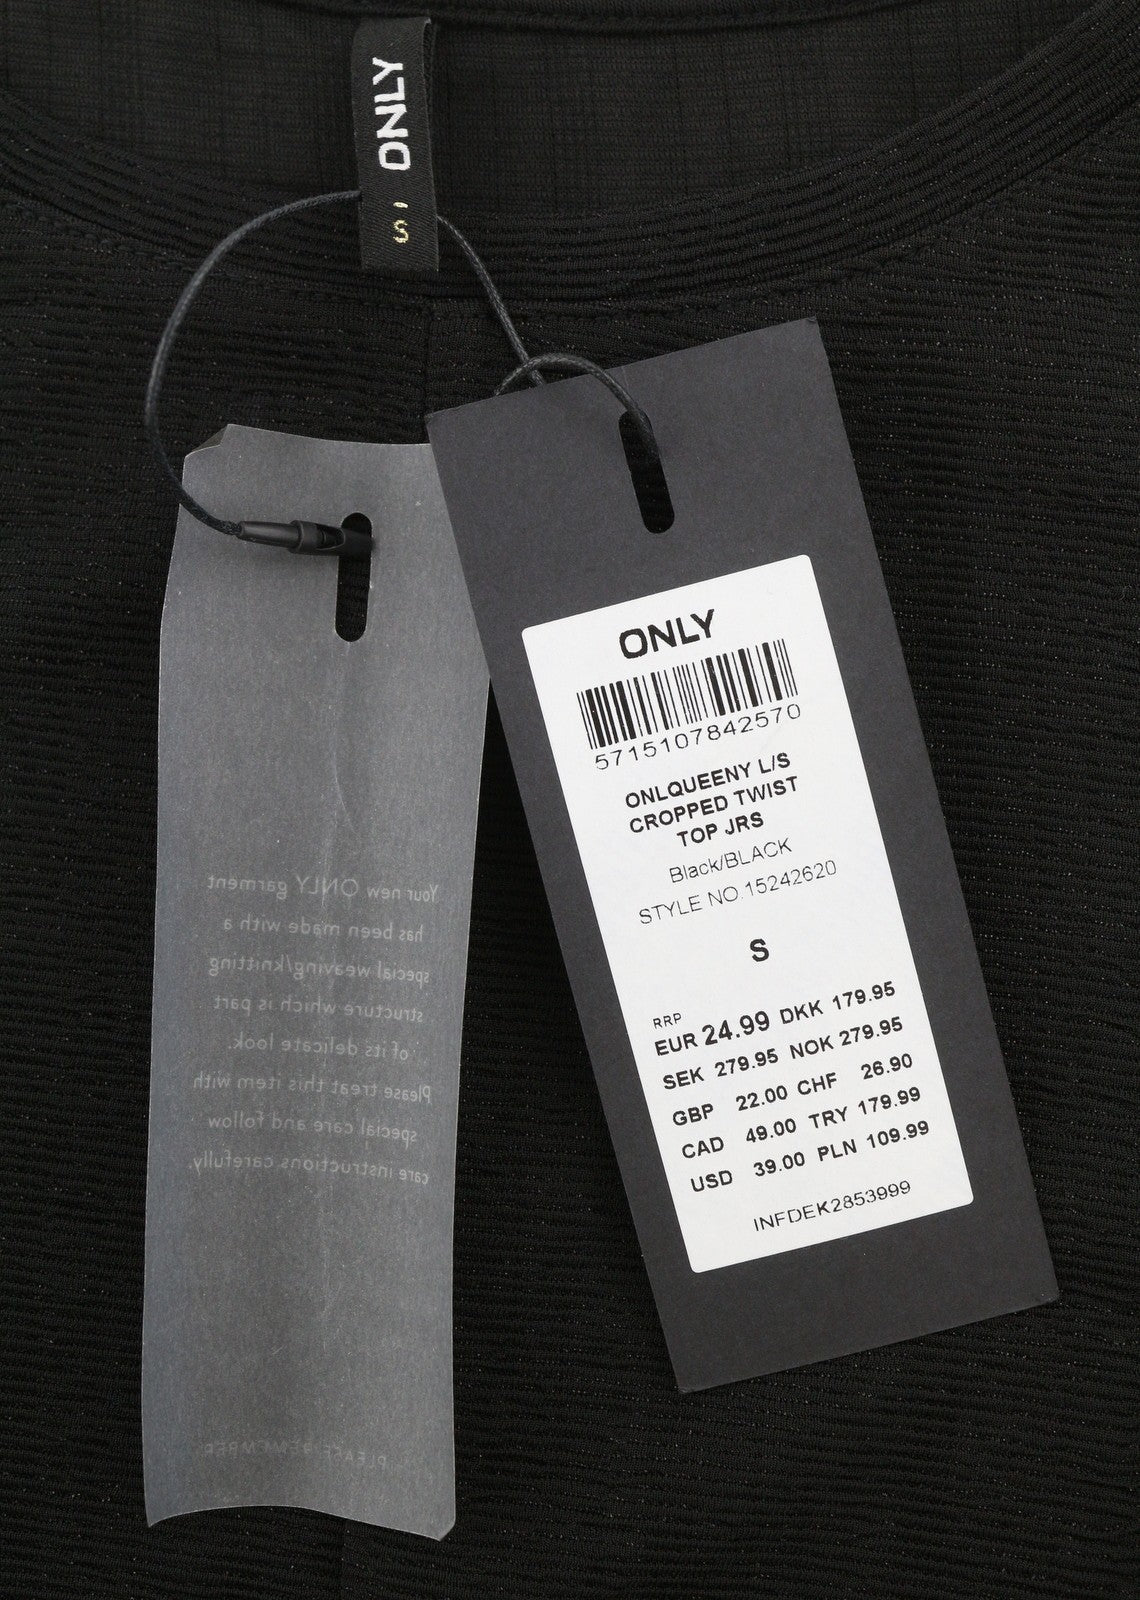 ONLY
S
ONLY
5715107842570
ONLQUEENY L/S
CROPPED TWIST
TOP JRS
Black/BLACK
STYLE NO.15242620
S
RRP
EUR 24.99 DKK 179.95
SEK 279.95 NOK 279.95
GBP 22.00 CHF 26.90
CAD 49.00 TRY 179.99
USD 39.00 PLN 109.99
INFDEK2853999
Your new ONLY garment
has been made with a
special weaving/knitting
structure which is part
of its delicate look.
Please treat this item with
special care and follow
care instructions carefully.
PLEASE REMEMBER